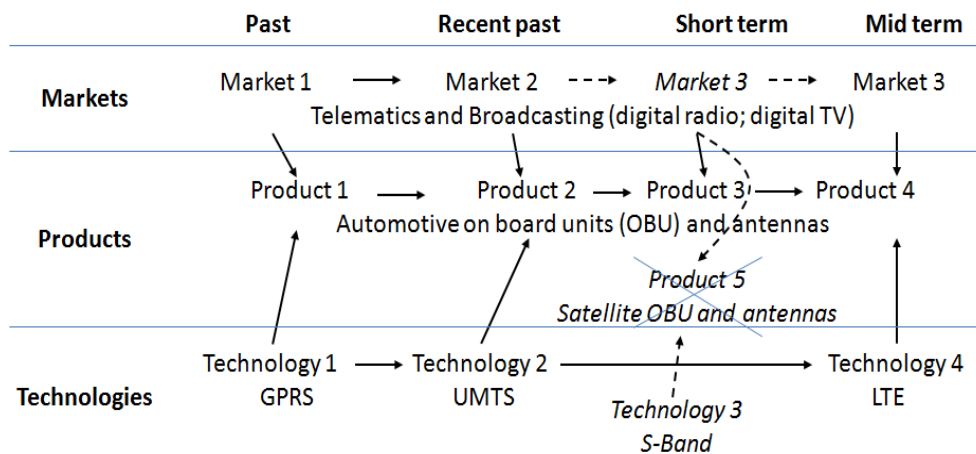 Past Recent past Short term Mid term
Markets
Market 1 Market 2 Market 3 Market 3
Telematics and Broadcasting (digital radio; digital TV)
Products
Product 1 Product 2 Product 3 Product 4
Automotive on board units (OBU) and antennas
Product 5
Satellite OBU and antennas
Technologies
Technology 1 Technology 2 Technology 4
GPRS UMTS LTE
Technology 3
S-Band